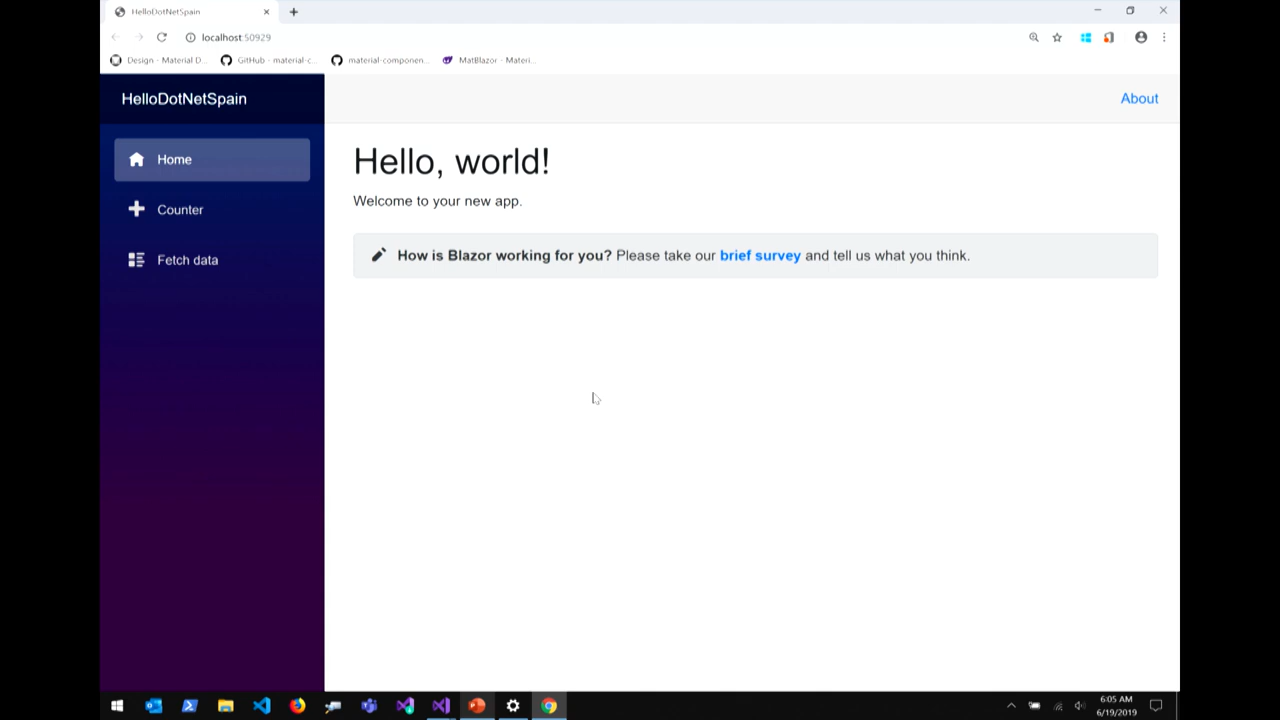 HelloDotNetSpain
localhost:50929
Design - Material D...
GitHub - material-c...
material-componen...
MatBlazor - Materi...
HelloDotNetSpain
About
Home
Counter
Fetch data
Hello, world!
Welcome to your new app.
How is Blazor working for you? Please take our brief survey and tell us what you think.
6:05 AM
6/19/2019